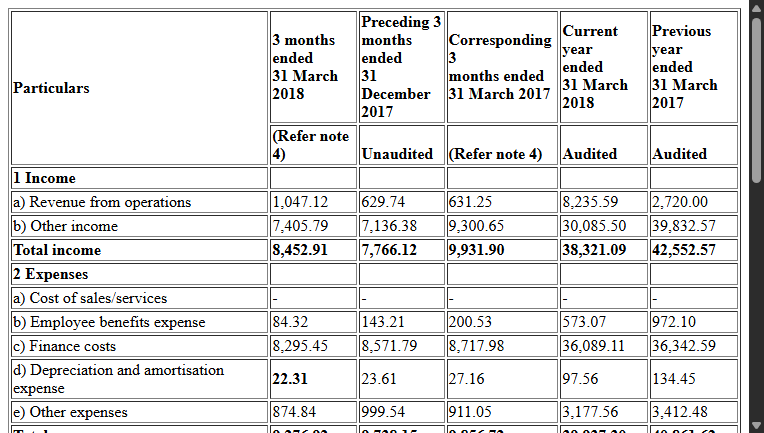 Particulars | 3 months ended 31 March 2018 | Preceding 3 months ended 31 December 2017 | Corresponding 3 months ended 31 March 2017 | Current year ended 31 March 2018 | Previous year ended 31 March 2017
(Refer note 4) | Unaudited | (Refer note 4) | Audited | Audited
1 Income
a) Revenue from operations | 1,047.12 | 629.74 | 631.25 | 8,235.59 | 2,720.00
b) Other income | 7,405.79 | 7,136.38 | 9,300.65 | 30,085.50 | 39,832.57
Total income | 8,452.91 | 7,766.12 | 9,931.90 | 38,321.09 | 42,552.57
2 Expenses
a) Cost of sales/services | - | - | - | - | -
b) Employee benefits expense | 84.32 | 143.21 | 200.53 | 573.07 | 972.10
c) Finance costs | 8,295.45 | 8,571.79 | 8,717.98 | 36,089.11 | 36,342.59
d) Depreciation and amortisation expense | 22.31 | 23.61 | 27.16 | 97.56 | 134.45
e) Other expenses | 874.84 | 999.54 | 911.05 | 3,177.56 | 3,412.48